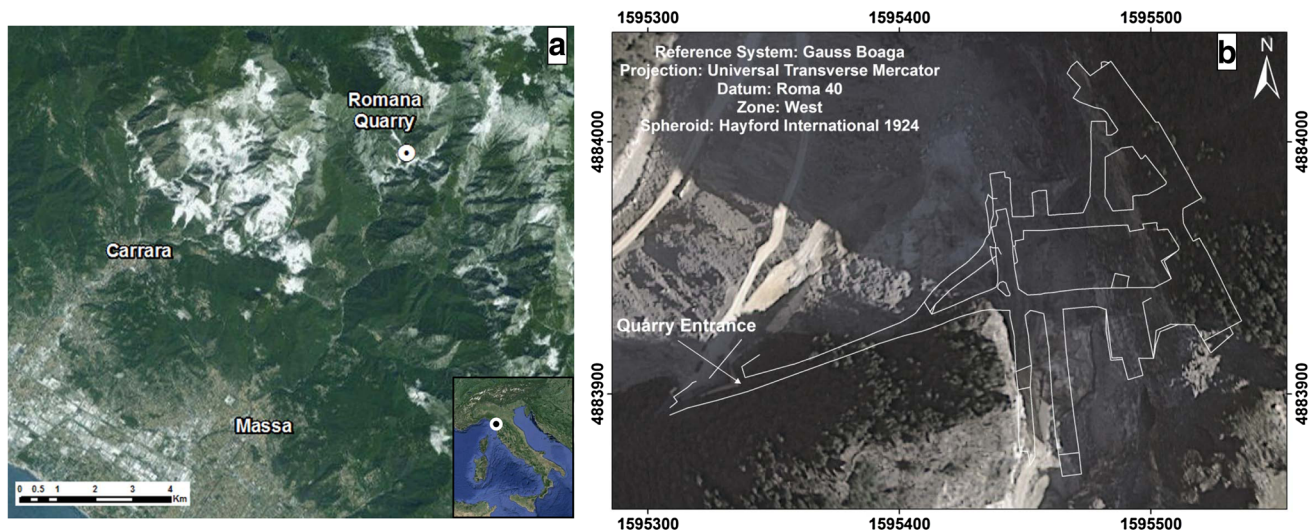 a
Romana
Quarry
Carrara
Massa
0 0.5 1 2 3 4
Km
1595300 1595400 1595500
b
N
Reference System: Gauss Boaga
Projection: Universal Transverse Mercator
Datum: Roma 40
Zone: West
Spheroid: Hayford International 1924
4884000 4884000
Quarry Entrance
4883900 4883900
1595300 1595400 1595500